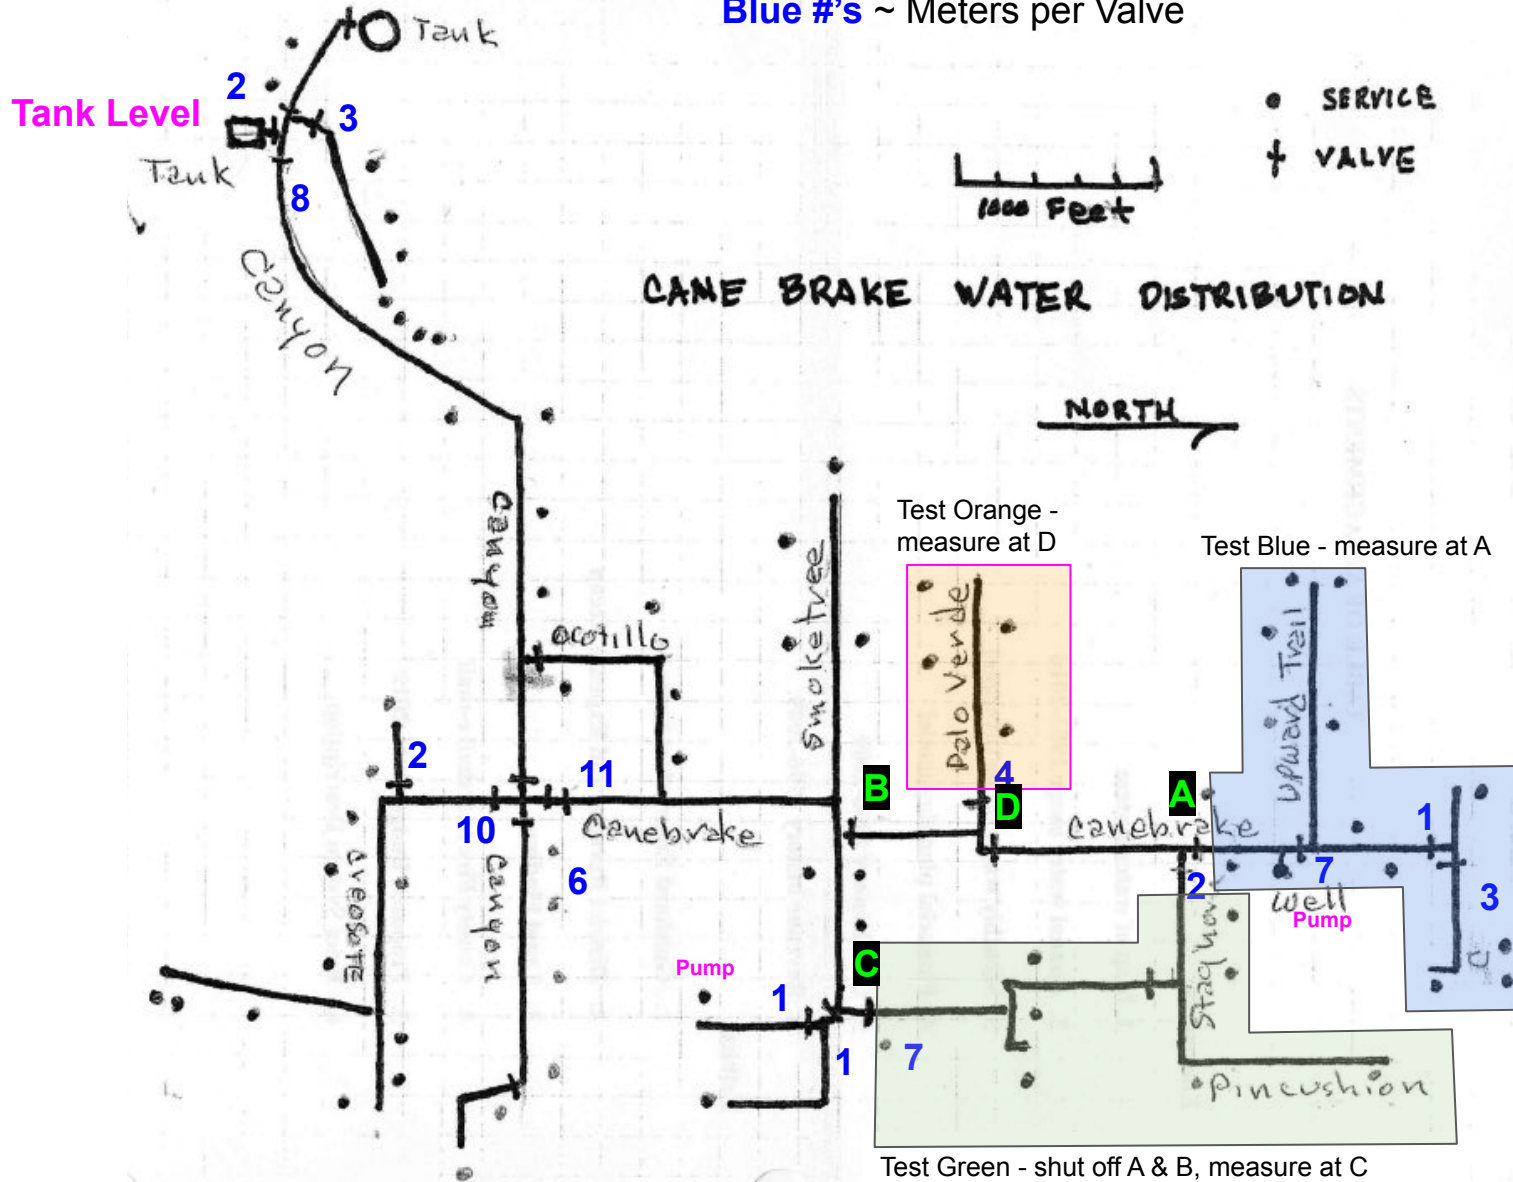 Blue #'s ~ Meters per Valve
Tank
2
Tank Level
3
Tank
8
SERVICE
VALVE
1000 Feet
Canyon
CANE BRAKE WATER DISTRIBUTION
NORTH
Canyon
Test Orange -
measure at D
Test Blue - measure at A
Ocotillo
Smoketree
Palo Verde
Upward Trail
2
11
4
B
D
A
10
Canebrake
Canebrake
1
Creosote
Canyon
6
2
7
Well
Pump
3
Staghorn
C
Pump
1
1
7
Pincushion
Test Green - shut off A & B, measure at C